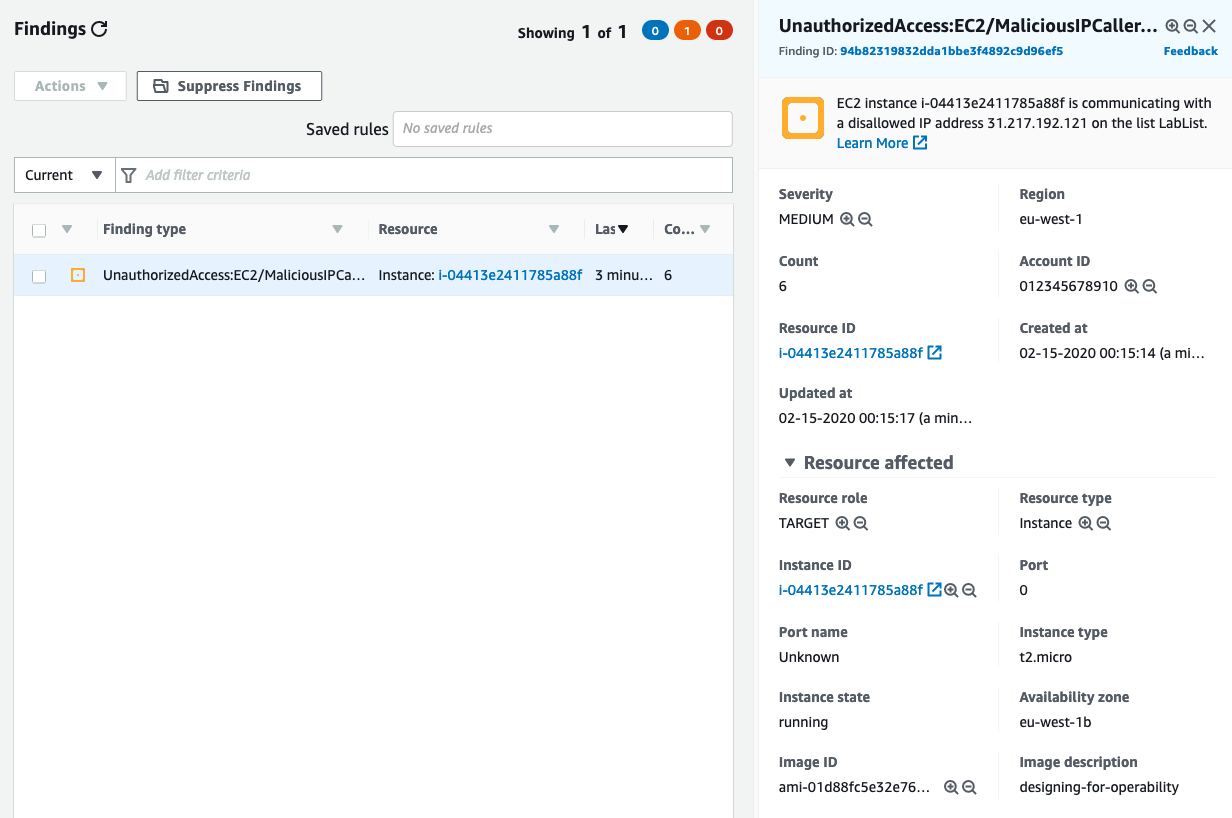 Findings
Showing 1 of 1 0 1 0
Actions
Suppress Findings
Saved rules No saved rules
Current Add filter criteria
Finding type Resource Las Co...
UnauthorizedAccess:EC2/MaliciousIPCa... Instance: i-04413e2411785a88f 3 minu... 6
UnauthorizedAccess:EC2/MaliciousIPCaller...
Finding ID: 94b82319832dda1bbe3f4892c9d96ef5 Feedback
EC2 instance i-04413e2411785a88f is communicating with
a disallowed IP address 31.217.192.121 on the list LabList.
Learn More
Severity Region
MEDIUM eu-west-1
Count Account ID
6 012345678910
Resource ID Created at
i-04413e2411785a88f 02-15-2020 00:15:14 (a mi...
Updated at
02-15-2020 00:15:17 (a min...
Resource affected
Resource role Resource type
TARGET Instance
Instance ID Port
i-04413e2411785a88f 0
Port name Instance type
Unknown t2.micro
Instance state Availability zone
running eu-west-1b
Image ID Image description
ami-01d88fc5e32e76... designing-for-operability